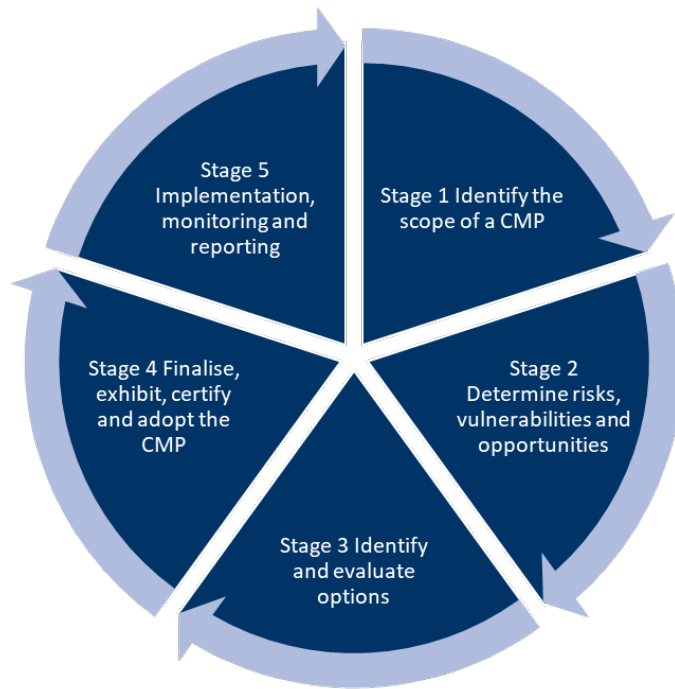 Stage 1 Identify the
scope of a CMP
Stage 2
Determine risks,
vulnerabilities and
opportunities
Stage 3 Identify
and evaluate
options
Stage 4 Finalise,
exhibit, certify
and adopt the
CMP
Stage 5
Implementation,
monitoring and
reporting